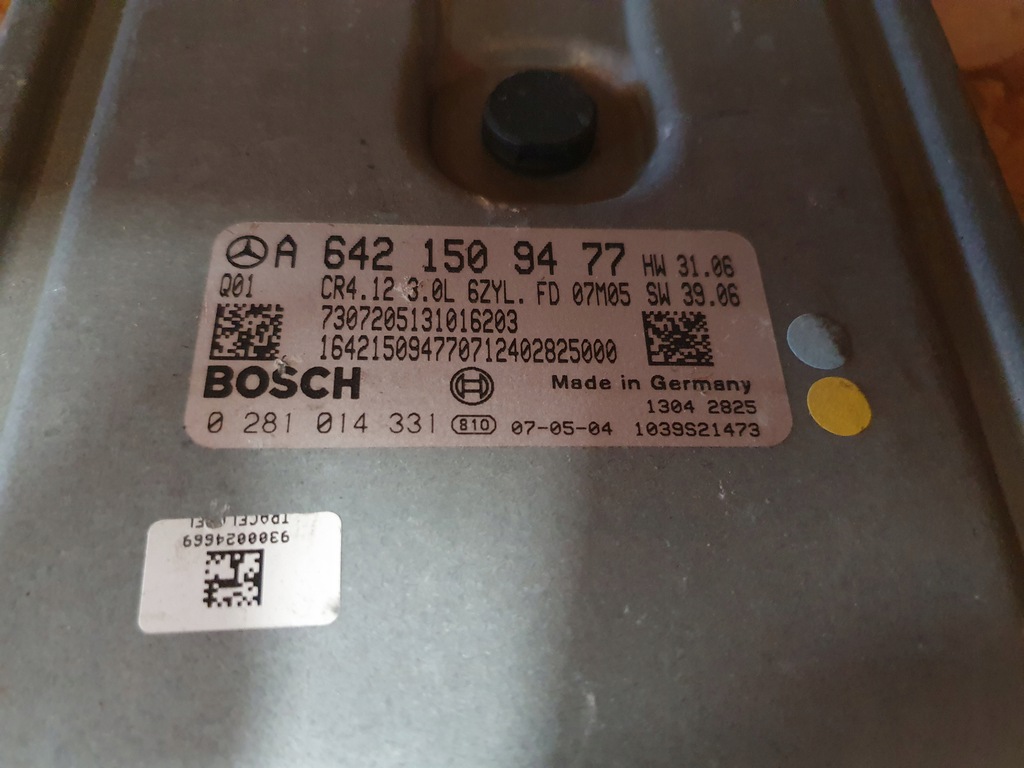 A 642 150 94 77 HW 31.06
Q01 CR4.12 3.0L 6ZYL. FD 07M05 SW 39.06
7307205131016203
164215094770712402825000
BOSCH Made in Germany
1304 2825
0 281 014 331 810 07-05-04 1039S21473
9300024669